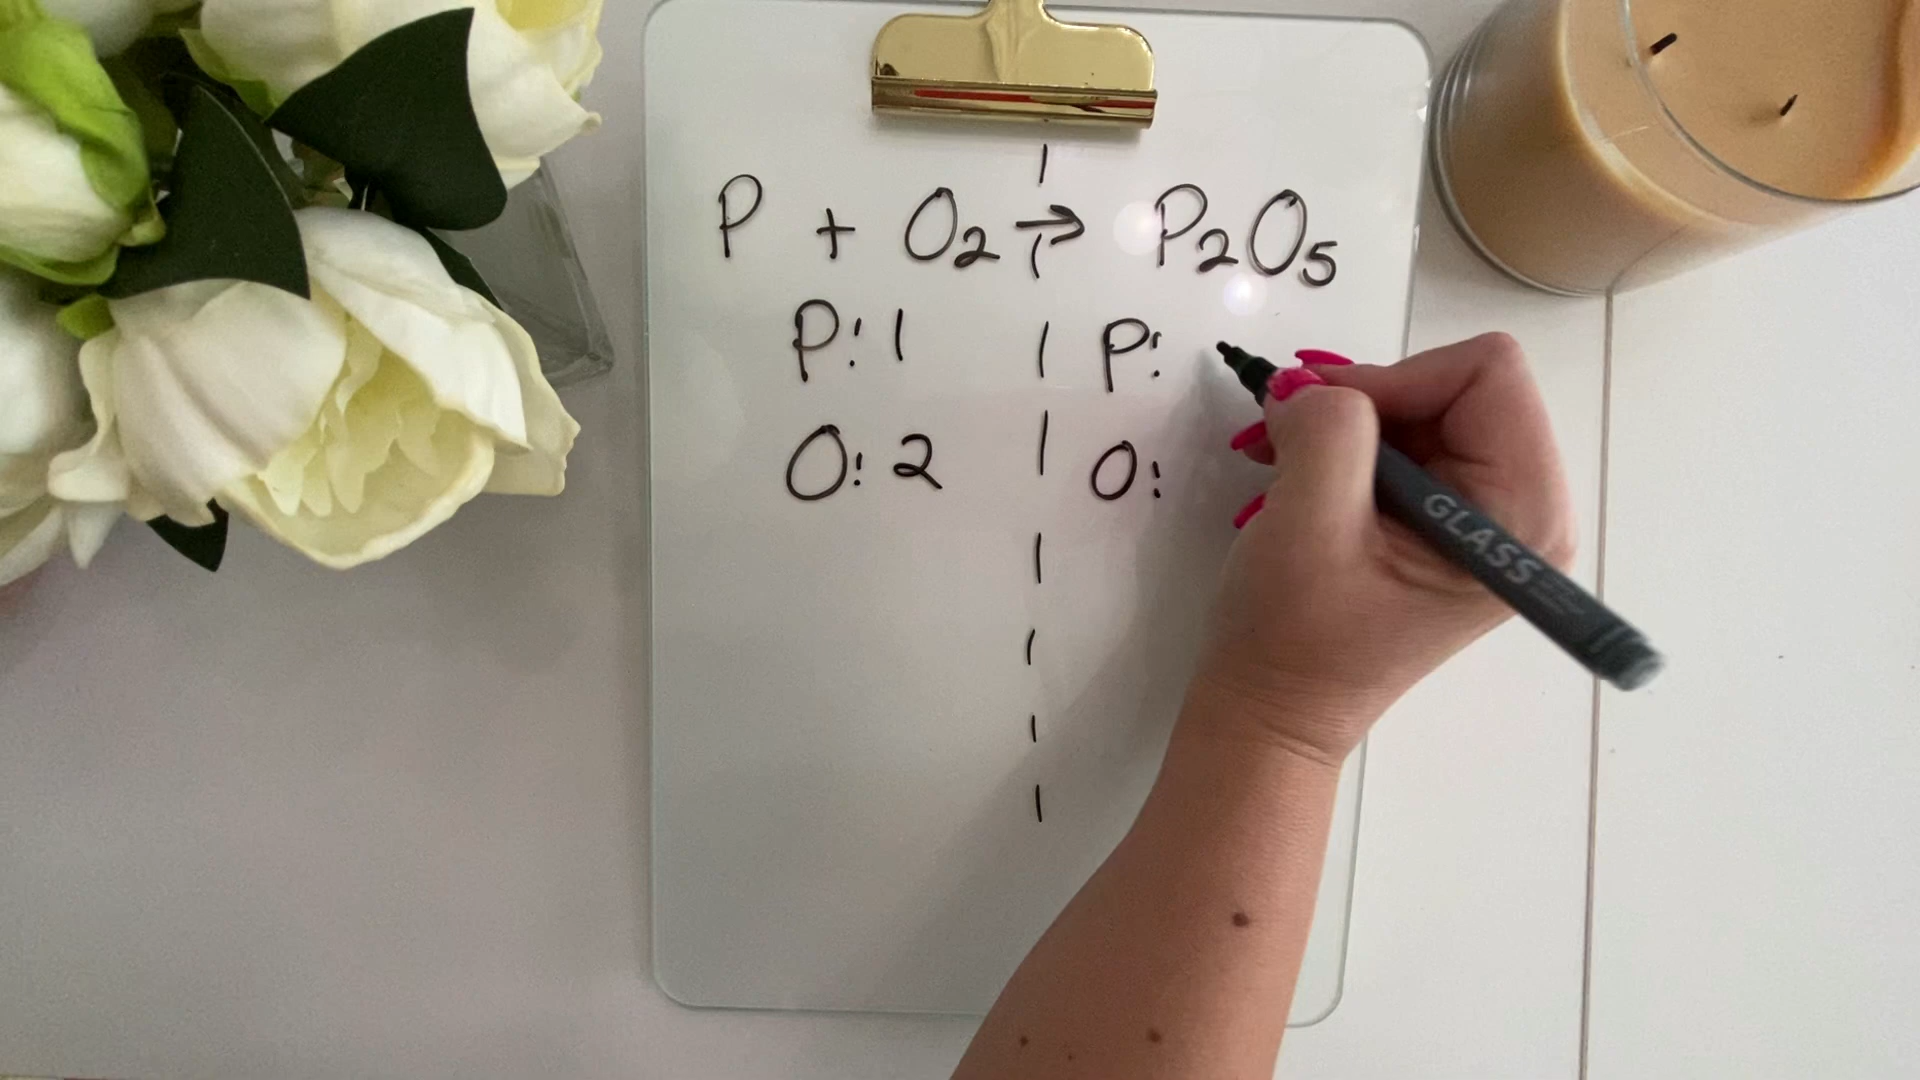 P + O₂ → P₂O₅
P: 1 | P:
O: 2 | O:
GLASS